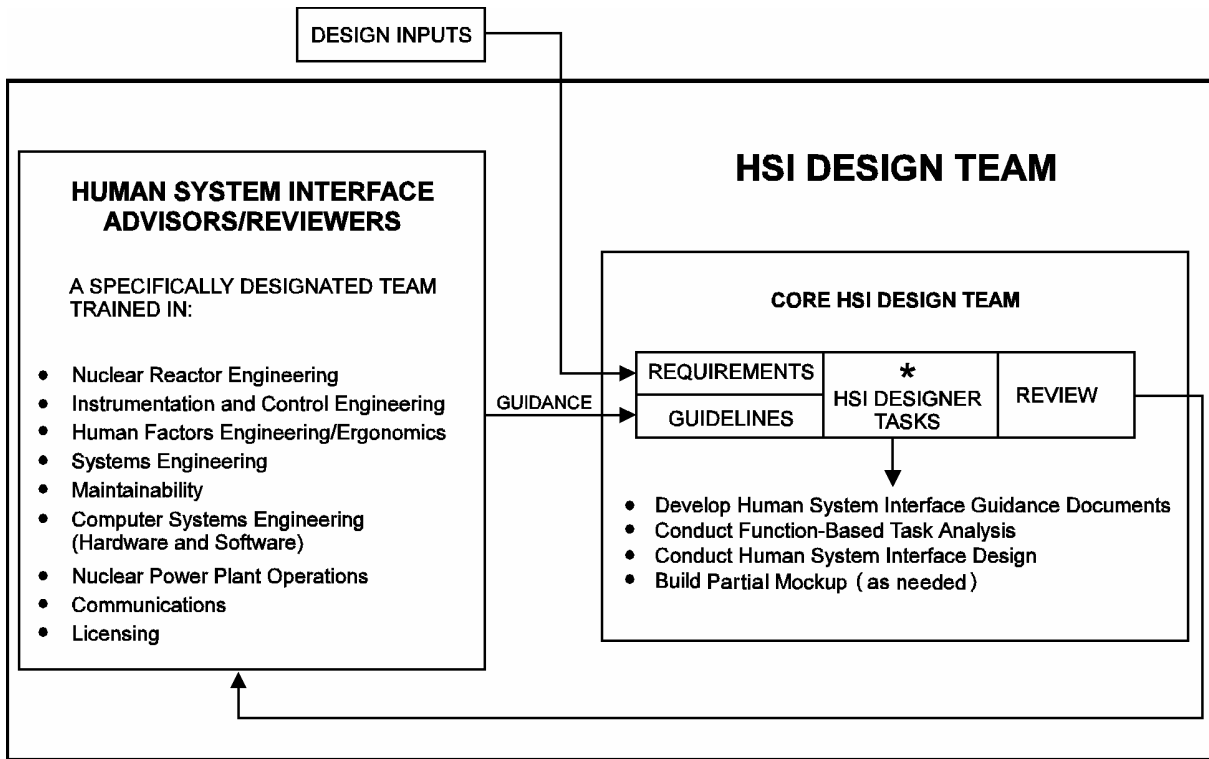 DESIGN INPUTS
HSI DESIGN TEAM
HUMAN SYSTEM INTERFACE
ADVISORS/REVIEWERS
A SPECIFICALLY DESIGNATED TEAM
TRAINED IN:
• Nuclear Reactor Engineering
• Instrumentation and Control Engineering
• Human Factors Engineering/Ergonomics
• Systems Engineering
• Maintainability
• Computer Systems Engineering
(Hardware and Software)
• Nuclear Power Plant Operations
• Communications
• Licensing
GUIDANCE
CORE HSI DESIGN TEAM
REQUIREMENTS
GUIDELINES
*
HSI DESIGNER
TASKS
REVIEW
• Develop Human System Interface Guidance Documents
• Conduct Function-Based Task Analysis
• Conduct Human System Interface Design
• Build Partial Mockup (as needed)